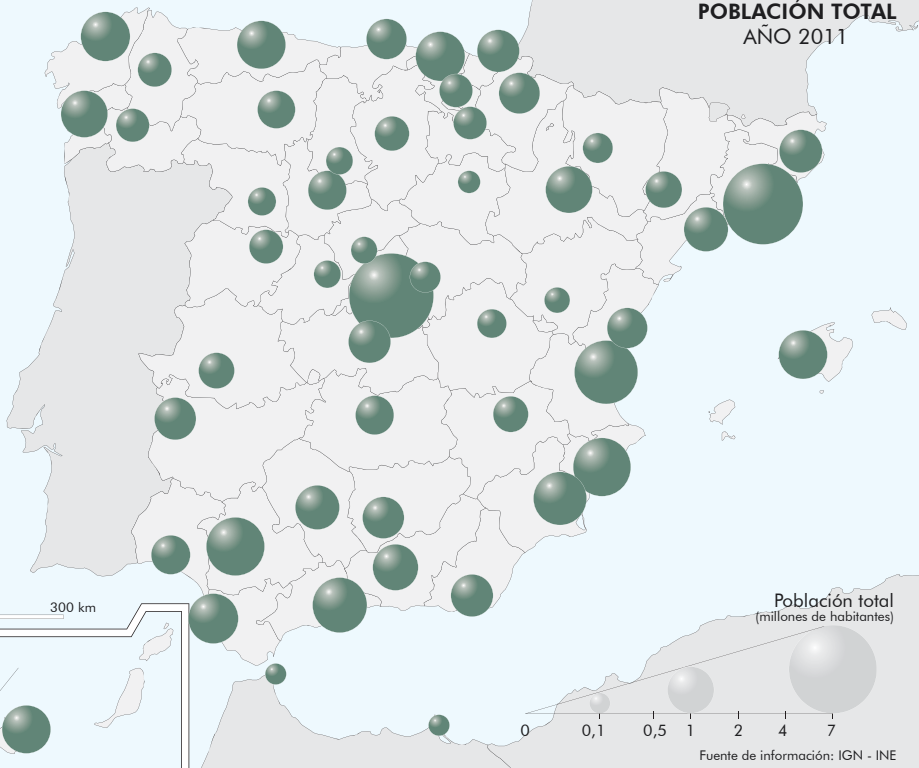 POBLACIÓN TOTAL
AÑO 2011
300 km
Población total
(millones de habitantes)
0 0,1 0,5 1 2 4 7
Fuente de información: IGN - INE